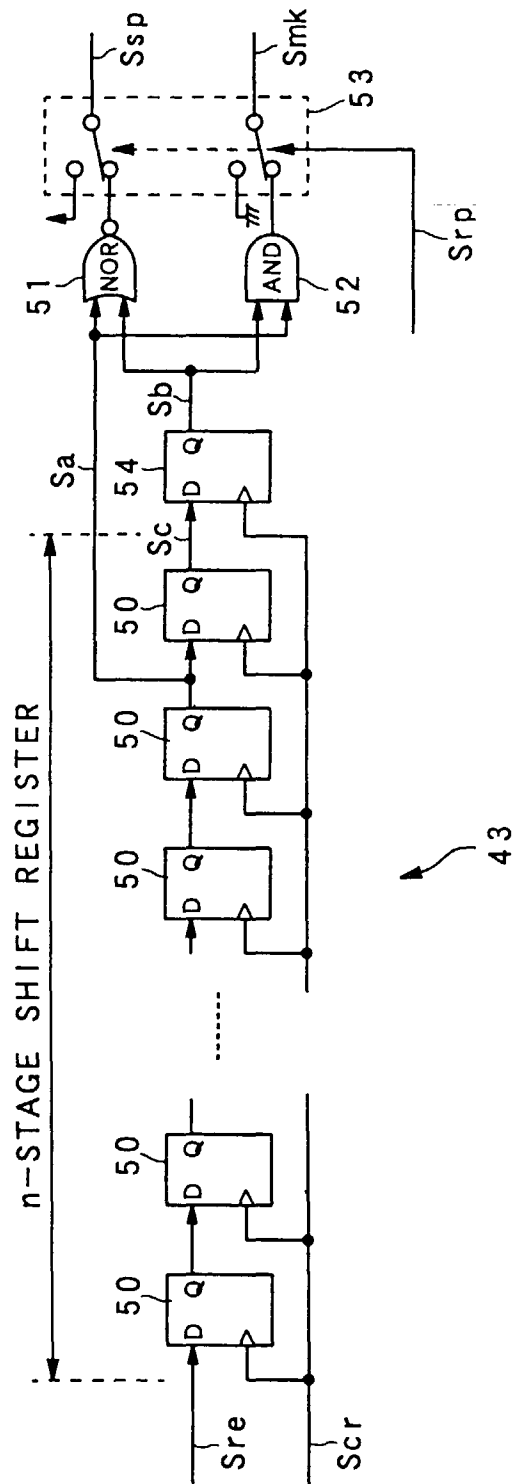 n-STAGE SHIFT REGISTER
Sre
Scr
50
D Q
50
D Q
50
D Q
50
D Q
50
D Q
Sc
54
D Q
Sa
Sb
51
NOR
AND
52
Ssp
Smk
53
Srp
43